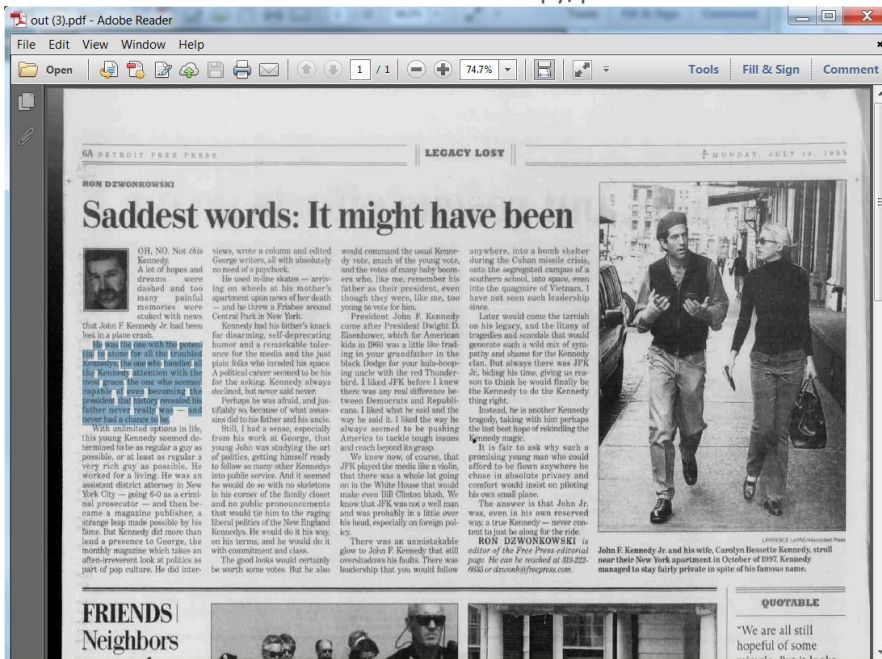 out (3).pdf - Adobe Reader
File Edit View Window Help
Open 1 / 1 74.7% Tools Fill & Sign Comment
6A DETROIT FREE PRESS
LEGACY LOST
MONDAY, JULY 19, 1999
RON DZWONKOWSKI
Saddest words: It might have been
OH, NO. Not this
Kennedy.
A lot of hopes and
dreams were
dashed and too
many painful
memories were
stoked with news
that John F. Kennedy Jr. had been
lost in a plane crash.
He was the one with the poten-
tial to atone for all the troubled
Kennedys, the one who handled all
the Kennedy attention with the
most grace, the one who seemed
capable of even becoming the
president that history revealed his
father never really was — and
never had a chance to be.
With unlimited options in life,
this young Kennedy seemed de-
termined to be as regular a guy as
possible, or at least as regular a
very rich guy as possible. He
worked for a living. He was an
assistant district attorney in New
York City — going 6-0 as a crimi-
nal prosecutor — and then be-
came a magazine publisher, a
strange leap made possible by his
fame. But Kennedy did more than
lend a presence to George, the
monthly magazine which takes an
often-irreverent look at politics as
part of pop culture. He did inter-
views, wrote a column and edited
George writers, all with absolutely
no need of a paycheck.
He used in-line skates — arriv-
ing on wheels at his mother's
apartment upon news of her death
— and he threw a Frisbee around
Central Park in New York.
Kennedy had his father's knack
for disarming, self-deprecating
humor and a remarkable toler-
ance for the media and the just
plain folks who invaded his space.
A political career seemed to be his
for the asking. Kennedy always
declined, but never said never.
Perhaps he was afraid, and jus-
tifiably so, because of what assas-
sins did to his father and his uncle.
Still, I had a sense, especially
from his work at George, that
young John was studying the art
of politics, getting himself ready
to follow so many other Kennedys
into public service. And it seemed
he would do so with no skeletons
in his corner of the family closet
and no public pronouncements
that would tie him to the raging
liberal politics of the New England
Kennedys. He would do it his way,
on his terms, and he would do it
with commitment and class.
The good looks would certainly
be worth some votes. But he also
would command the usual Kenne-
dy vote, much of the young vote,
and the votes of many baby boom-
ers who, like me, remember his
father as their president, even
though they were, like me, too
young to vote for him.
President John F. Kennedy
came after President Dwight D.
Eisenhower, which for American
kids in 1960 was a little like trad-
ing in your grandfather in the
black Dodge for your hula-hoop-
ing uncle with the red Thunder-
bird. I liked JFK before I knew
there was any real difference be-
tween Democrats and Republi-
cans. I liked what he said and the
way he said it. I liked the way he
always seemed to be pushing
America to tackle tough issues
and reach beyond its grasp.
We knew now, of course, that
JFK played the media like a violin,
that there was a whole lot going
on in the White House that would
make even Bill Clinton blush. We
know that JFK was not a well man
and was probably in a little over
his head, especially on foreign pol-
icy.
There was an unmistakable
glow to John F. Kennedy that still
overshadows his faults. There was
leadership that you would follow
anywhere, into a bomb shelter
during the Cuban missile crisis,
onto the segregated campus of a
southern school, into space, even
into the quagmire of Vietnam. I
have not seen such leadership
since.
Later would come the tarnish
on his legacy, and the litany of
tragedies and scandals that would
generate such a wild mix of sym-
pathy and shame for the Kennedy
clan. But always there was JFK
Jr., biding his time, giving us rea-
son to think he would finally be
the Kennedy to do the Kennedy
thing right.
Instead, he is another Kennedy
tragedy, taking with him perhaps
the last best hope of rekindling the
Kennedy magic.
It is fair to ask why such a
promising young man who could
afford to be flown anywhere he
chose in absolute privacy and
comfort would insist on piloting
his own small plane.
The answer is that John Jr.
was, even in his own reserved
way, a true Kennedy — never con-
tent to just be along for the ride.
RON DZWONKOWSKI is
editor of the Free Press editorial
page. He can be reached at 313-222-
6635 or dzwonk@freepress.com.
LAWRENCE LeVINE/Associated Press
John F. Kennedy Jr. and his wife, Carolyn Bessette Kennedy, stroll
near their New York apartment in October of 1997. Kennedy
managed to stay fairly private in spite of his famous name.
FRIENDS
Neighbors
QUOTABLE
"We are all still
hopeful of some